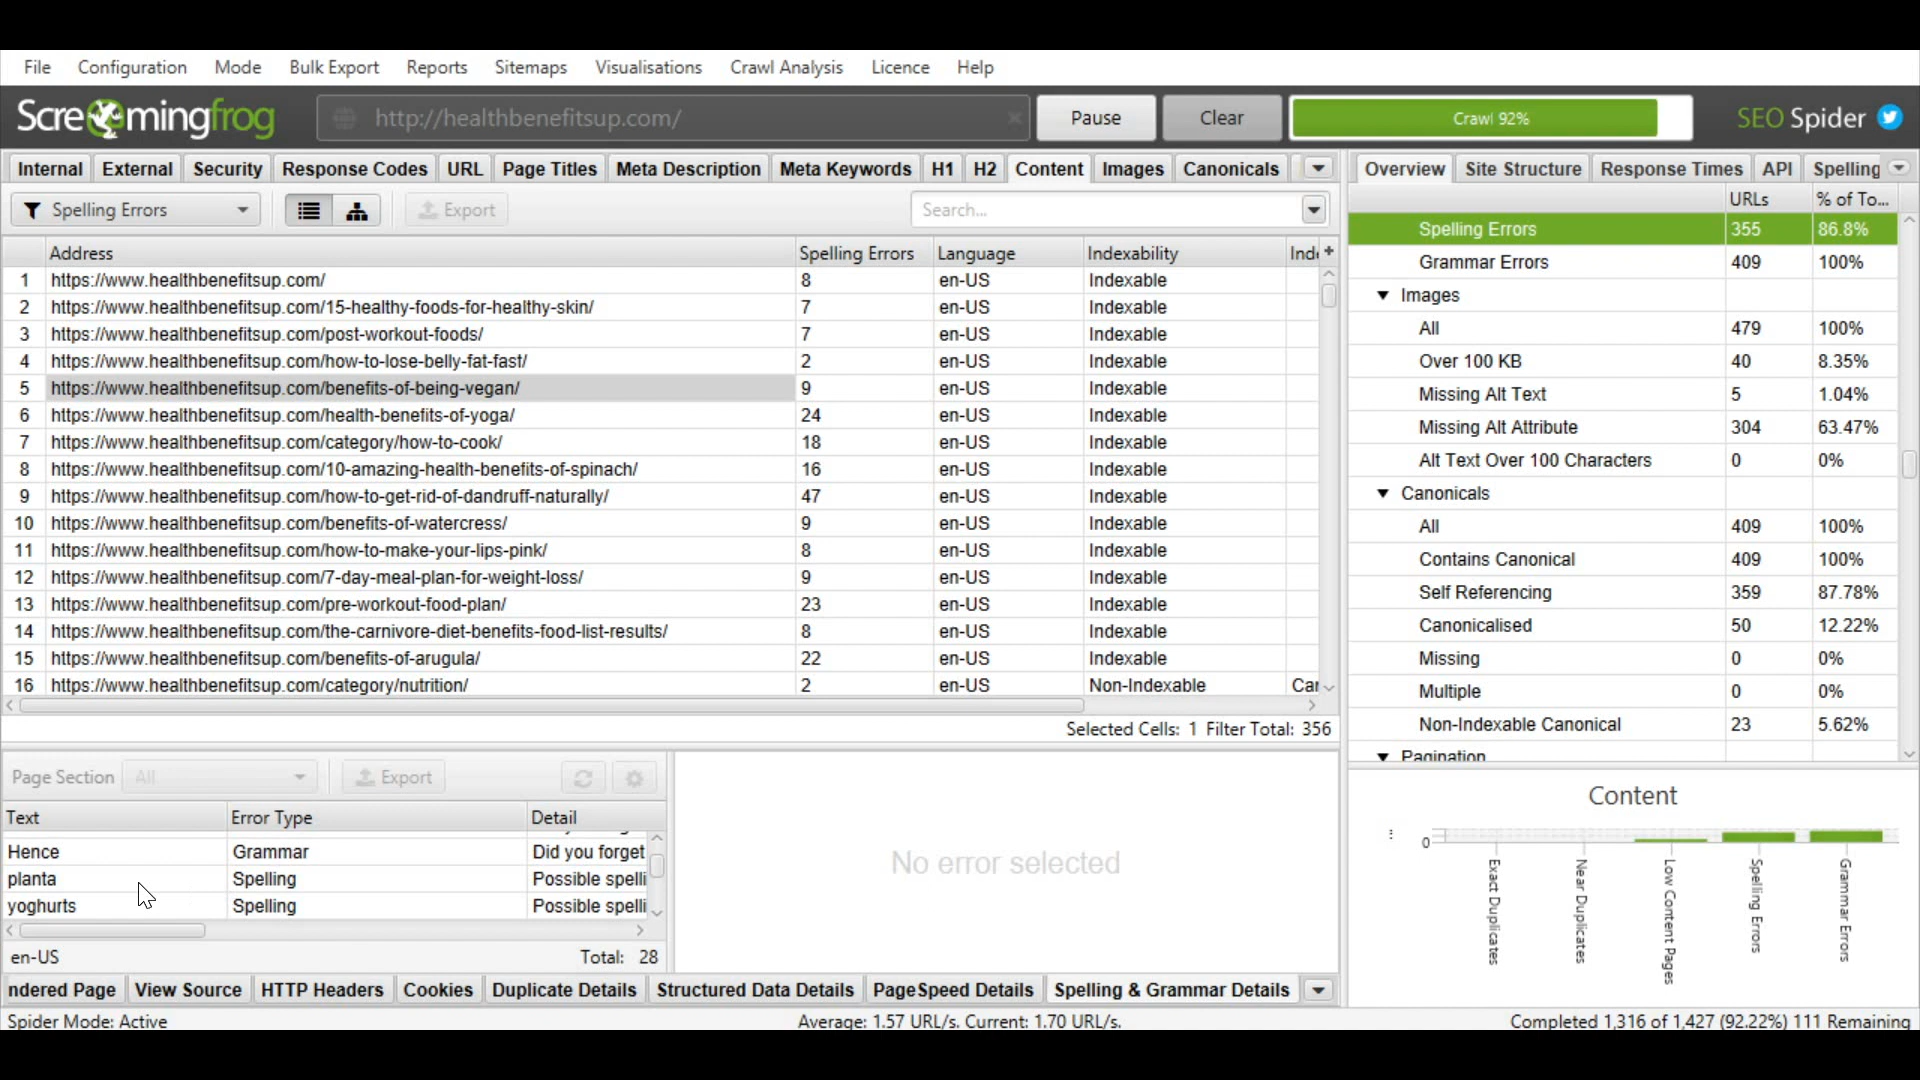 File Configuration Mode Bulk Export Reports Sitemaps Visualisations Crawl Analysis Licence Help
Screamingfrog http://healthbenefitsup.com/ Pause Clear Crawl 92% SEO Spider
Internal External Security Response Codes URL Page Titles Meta Description Meta Keywords H1 H2 Content Images Canonicals
Spelling Errors Export Search...
Address Spelling Errors Language Indexability Ind
1 https://www.healthbenefitsup.com/ 8 en-US Indexable
2 https://www.healthbenefitsup.com/15-healthy-foods-for-healthy-skin/ 7 en-US Indexable
3 https://www.healthbenefitsup.com/post-workout-foods/ 7 en-US Indexable
4 https://www.healthbenefitsup.com/how-to-lose-belly-fat-fast/ 2 en-US Indexable
5 https://www.healthbenefitsup.com/benefits-of-being-vegan/ 9 en-US Indexable
6 https://www.healthbenefitsup.com/health-benefits-of-yoga/ 24 en-US Indexable
7 https://www.healthbenefitsup.com/category/how-to-cook/ 18 en-US Indexable
8 https://www.healthbenefitsup.com/10-amazing-health-benefits-of-spinach/ 16 en-US Indexable
9 https://www.healthbenefitsup.com/how-to-get-rid-of-dandruff-naturally/ 47 en-US Indexable
10 https://www.healthbenefitsup.com/benefits-of-watercress/ 9 en-US Indexable
11 https://www.healthbenefitsup.com/how-to-make-your-lips-pink/ 8 en-US Indexable
12 https://www.healthbenefitsup.com/7-day-meal-plan-for-weight-loss/ 9 en-US Indexable
13 https://www.healthbenefitsup.com/pre-workout-food-plan/ 23 en-US Indexable
14 https://www.healthbenefitsup.com/the-carnivore-diet-benefits-food-list-results/ 8 en-US Indexable
15 https://www.healthbenefitsup.com/benefits-of-arugula/ 22 en-US Indexable
16 https://www.healthbenefitsup.com/category/nutrition/ 2 en-US Non-Indexable Ca
Selected Cells: 1 Filter Total: 356
Page Section All Export
Text Error Type Detail
Hence Grammar Did you forget
planta Spelling Possible spelli
yoghurts Spelling Possible spelli
en-US Total: 28
No error selected
ndered Page View Source HTTP Headers Cookies Duplicate Details Structured Data Details PageSpeed Details Spelling & Grammar Details
Overview Site Structure Response Times API Spelling
URLs % of To...
Spelling Errors 355 86.8%
Grammar Errors 409 100%
Images
All 479 100%
Over 100 KB 40 8.35%
Missing Alt Text 5 1.04%
Missing Alt Attribute 304 63.47%
Alt Text Over 100 Characters 0 0%
Canonicals
All 409 100%
Contains Canonical 409 100%
Self Referencing 359 87.78%
Canonicalised 50 12.22%
Missing 0 0%
Multiple 0 0%
Non-Indexable Canonical 23 5.62%
Pagination
Content
0
Exact Duplicates
Near Duplicates
Low Content Pages
Spelling Errors
Grammar Errors
Spider Mode: Active Average: 1.57 URL/s. Current: 1.70 URL/s. Completed 1,316 of 1,427 (92.22%) 111 Remaining